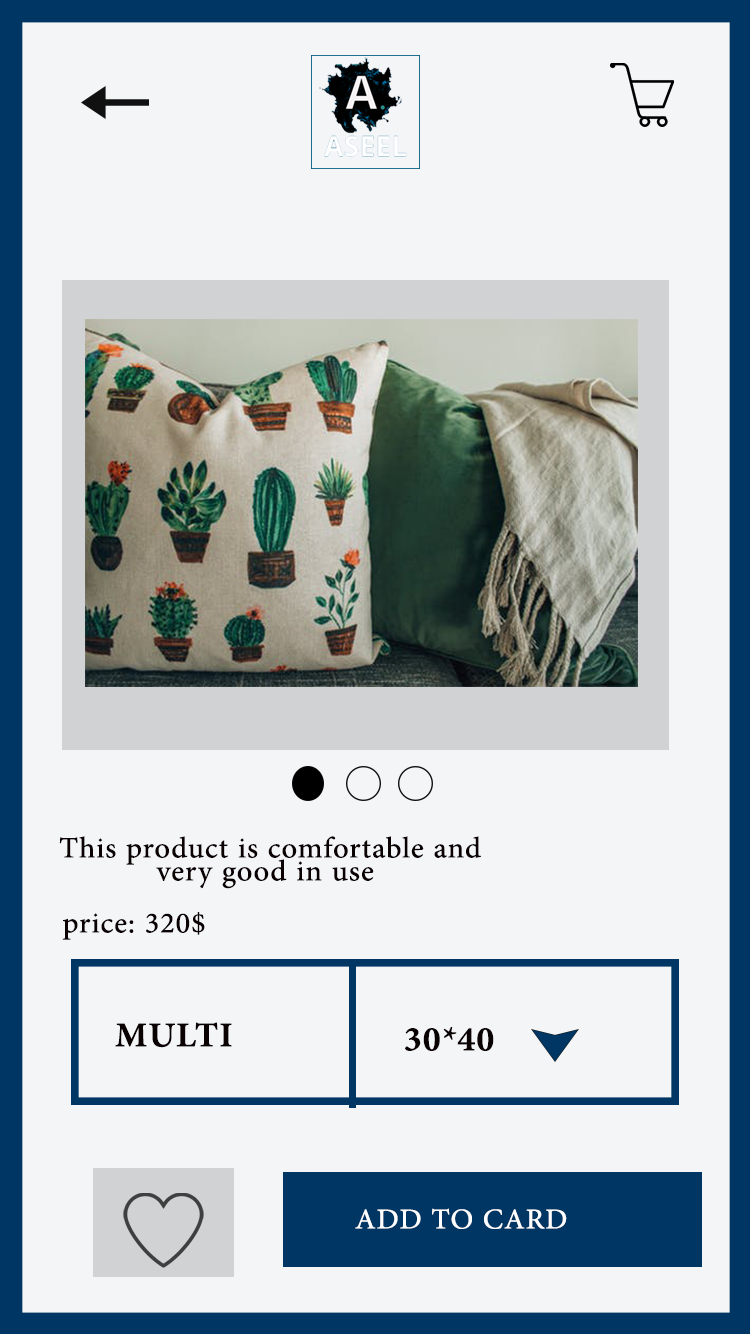 A
ASEEL
This product is comfortable and
very good in use
price: 320$
MULTI
30*40
ADD TO CARD